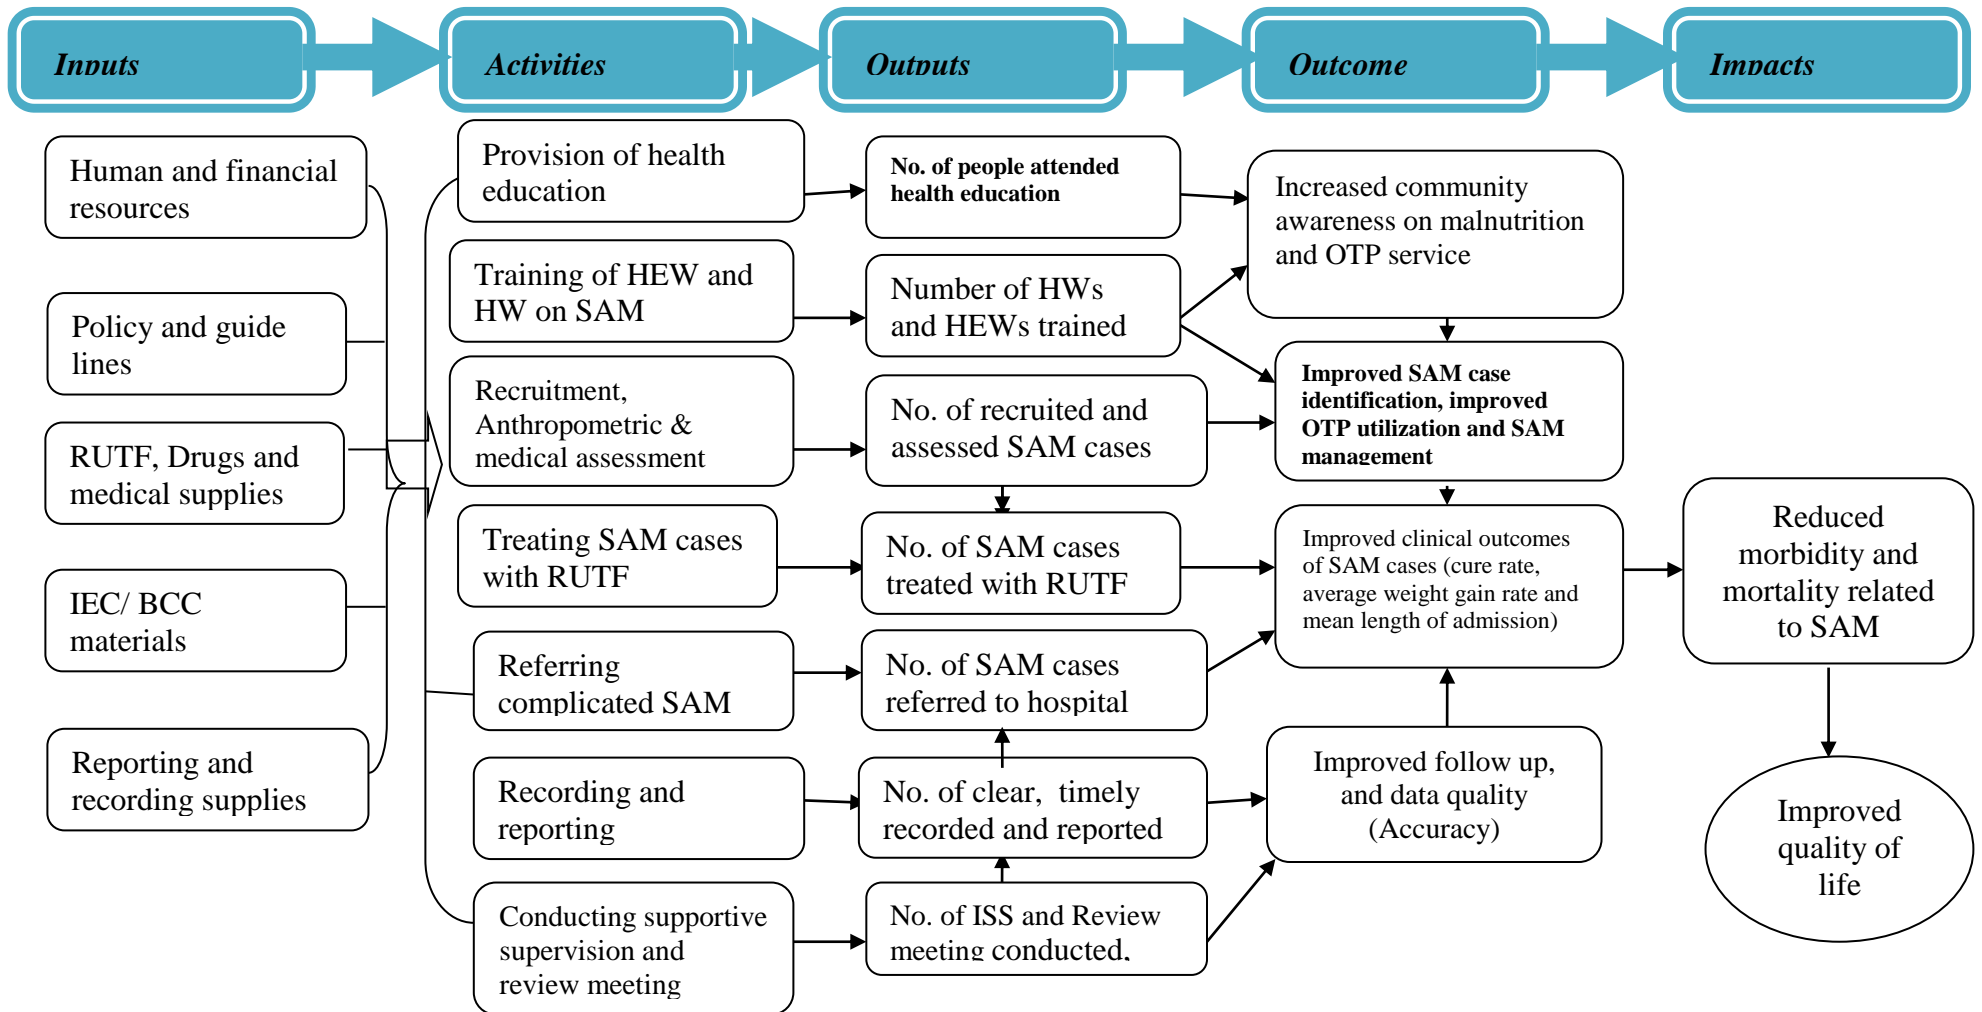 Inputs
Activities
Outputs
Outcome
Impacts
Human and financial
resources
Policy and guide
lines
RUTF, Drugs and
medical supplies
IEC/ BCC
materials
Reporting and
recording supplies
Provision of health
education
Training of HEW and
HW on SAM
Recruitment,
Anthropometric &
medical assessment
Treating SAM cases
with RUTF
Referring
complicated SAM
Recording and
reporting
Conducting supportive
supervision and
review meeting
No. of people attended
health education
Number of HWs
and HEWs trained
No. of recruited and
assessed SAM cases
No. of SAM cases
treated with RUTF
No. of SAM cases
referred to hospital
No. of clear, timely
recorded and reported
No. of ISS and Review
meeting conducted,
Increased community
awareness on malnutrition
and OTP service
Improved SAM case
identification, improved
OTP utilization and SAM
management
Improved clinical outcomes
of SAM cases (cure rate,
average weight gain rate and
mean length of admission)
Improved follow up,
and data quality
(Accuracy)
Reduced
morbidity and
mortality related
to SAM
Improved
quality of
life